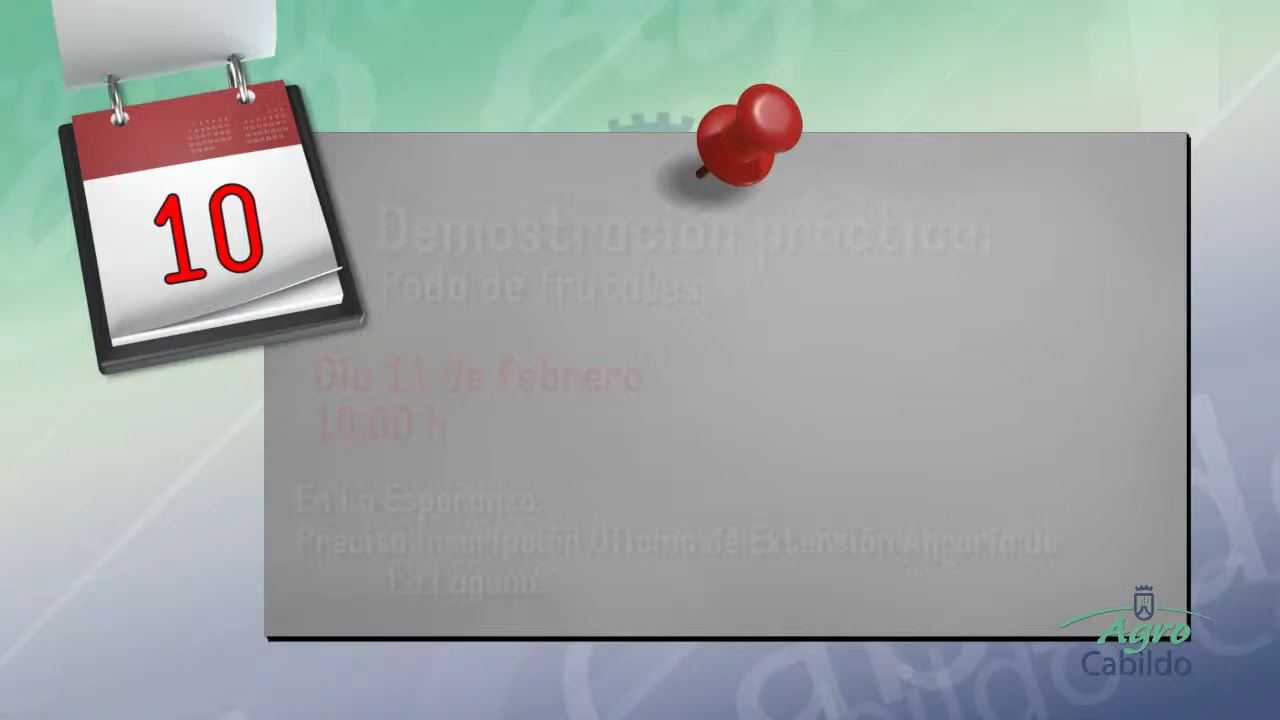 10
Demostración práctica:
Poda de frutales
Día 11 de febrero
10:00 h
En La Esperanza.
Precisa Inscripción Oficina de Extensión Agraria de
La Laguna.
Agro
Cabildo